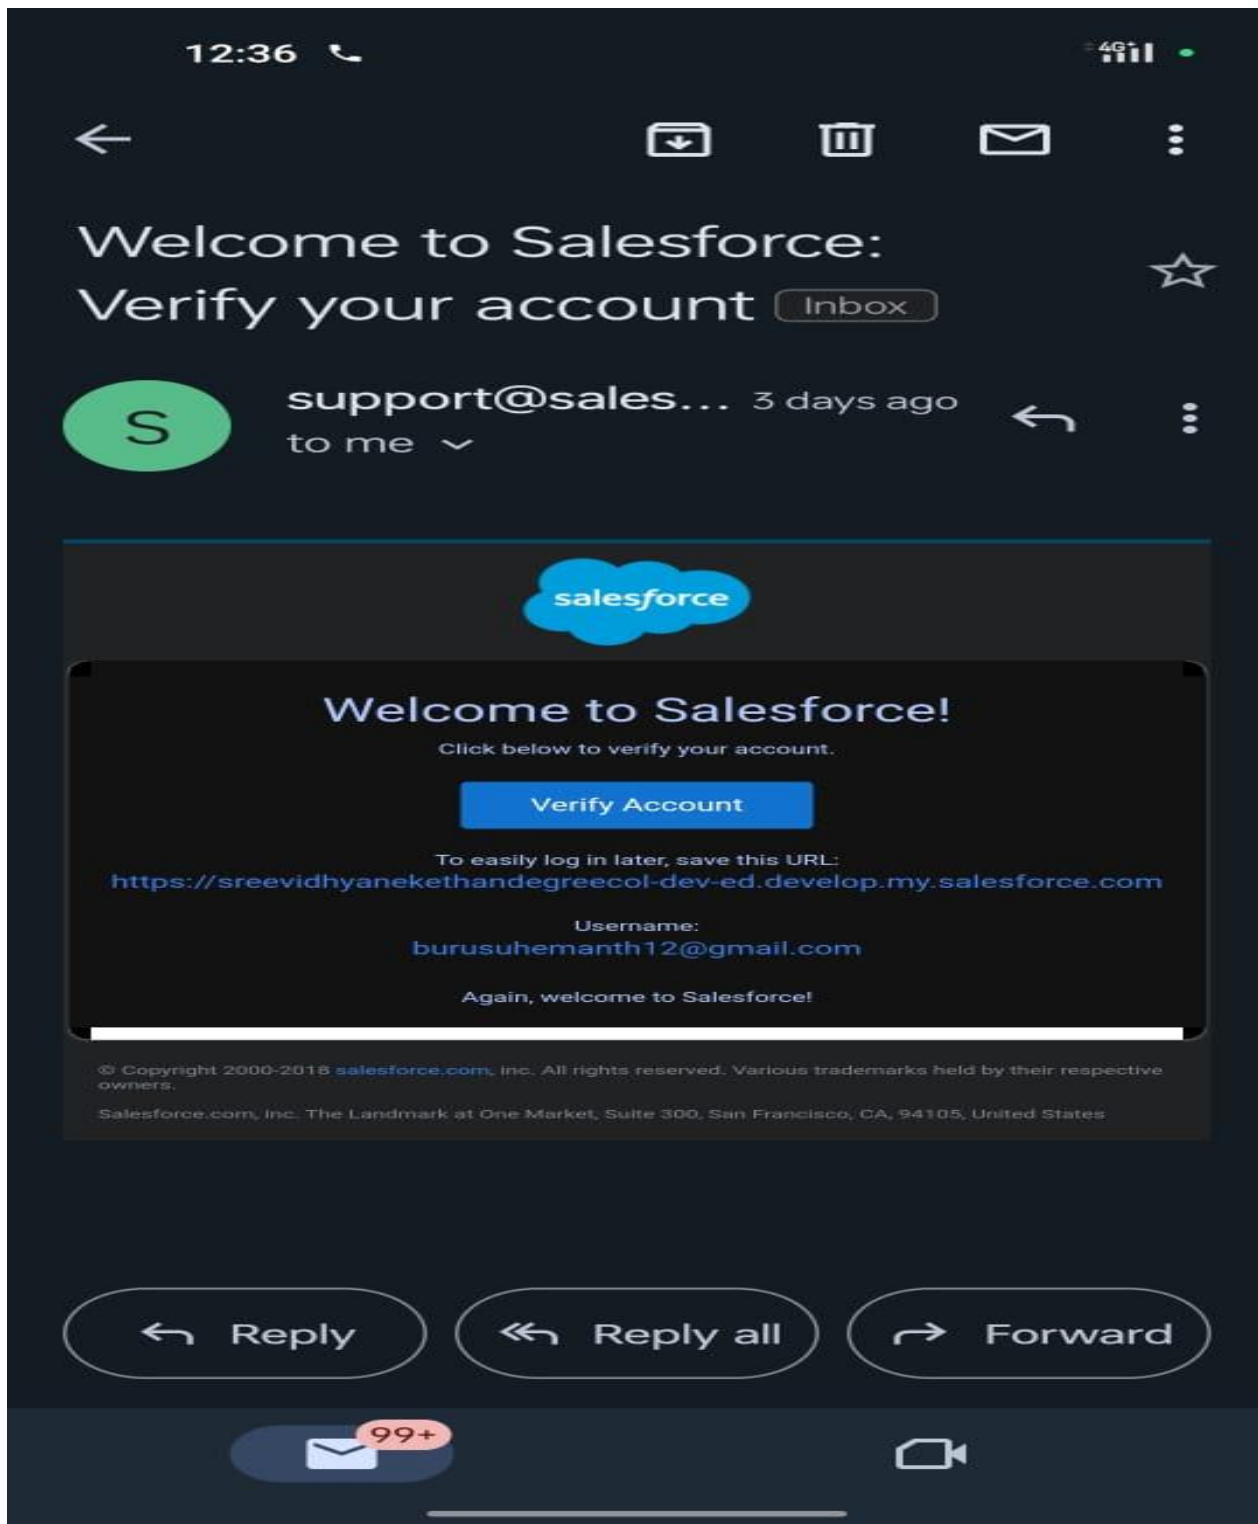 12:36
4G+
Welcome to Salesforce:
Verify your account Inbox
S
support@sales... 3 days ago
to me
salesforce
Welcome to Salesforce!
Click below to verify your account.
Verify Account
To easily log in later, save this URL:
https://sreevidhyanekethandegreecol-dev-ed.develop.my.salesforce.com
Username:
burusuhemanth12@gmail.com
Again, welcome to Salesforce!
© Copyright 2000-2018 salesforce.com, inc. All rights reserved. Various trademarks held by their respective
owners.
Salesforce.com, inc. The Landmark at One Market, Suite 300, San Francisco, CA, 94105, United States
Reply
Reply all
Forward
99+